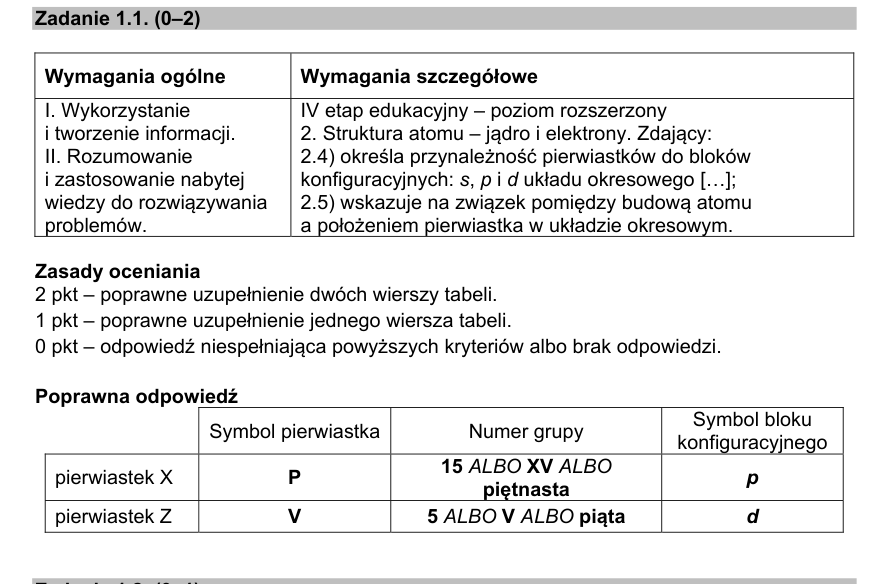 Zadanie 1.1. (0–2)
Wymagania ogólne
Wymagania szczegółowe
I. Wykorzystanie
i tworzenie informacji.
II. Rozumowanie
i zastosowanie nabytej
wiedzy do rozwiązywania
problemów.
IV etap edukacyjny – poziom rozszerzony
2. Struktura atomu – jądro i elektrony. Zdający:
2.4) określa przynależność pierwiastków do bloków
konfiguracyjnych: s, p i d układu okresowego […];
2.5) wskazuje na związek pomiędzy budową atomu
a położeniem pierwiastka w układzie okresowym.
Zasady oceniania
2 pkt – poprawne uzupełnienie dwóch wierszy tabeli.
1 pkt – poprawne uzupełnienie jednego wiersza tabeli.
0 pkt – odpowiedź niespełniająca powyższych kryteriów albo brak odpowiedzi.
Poprawna odpowiedź
Symbol pierwiastka
Numer grupy
Symbol bloku
konfiguracyjnego
pierwiastek X
P
15 ALBO XV ALBO
piętnasta
p
pierwiastek Z
V
5 ALBO V ALBO piąta
d